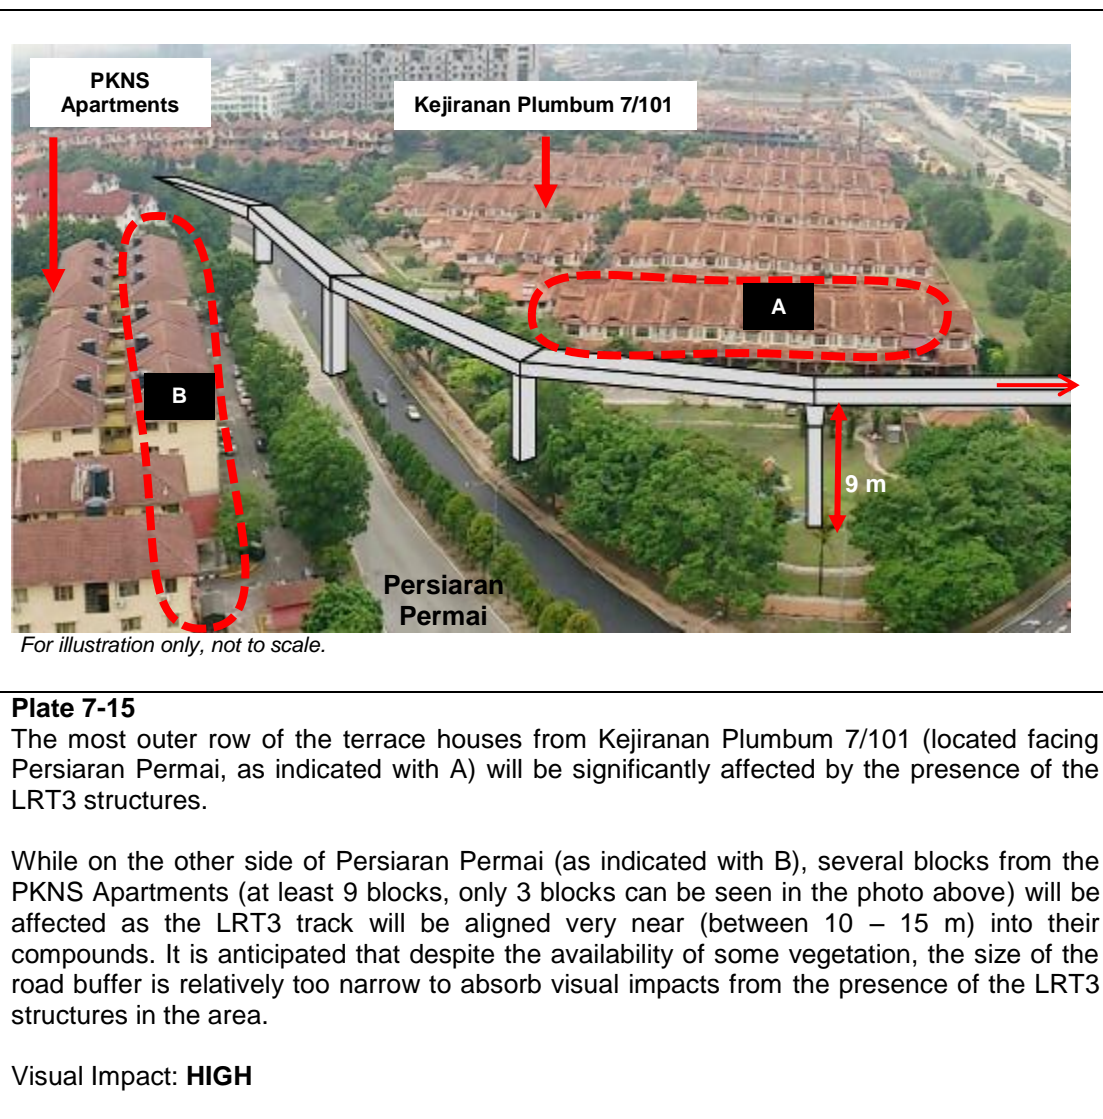 PKNS
Apartments
Kejiranan Plumbum 7/101
A
B
9 m
Persiaran
Permai
For illustration only, not to scale.
Plate 7-15
The most outer row of the terrace houses from Kejiranan Plumbum 7/101 (located facing
Persiaran Permai, as indicated with A) will be significantly affected by the presence of the
LRT3 structures.
While on the other side of Persiaran Permai (as indicated with B), several blocks from the
PKNS Apartments (at least 9 blocks, only 3 blocks can be seen in the photo above) will be
affected as the LRT3 track will be aligned very near (between 10 – 15 m) into their
compounds. It is anticipated that despite the availability of some vegetation, the size of the
road buffer is relatively too narrow to absorb visual impacts from the presence of the LRT3
structures in the area.
Visual Impact: HIGH